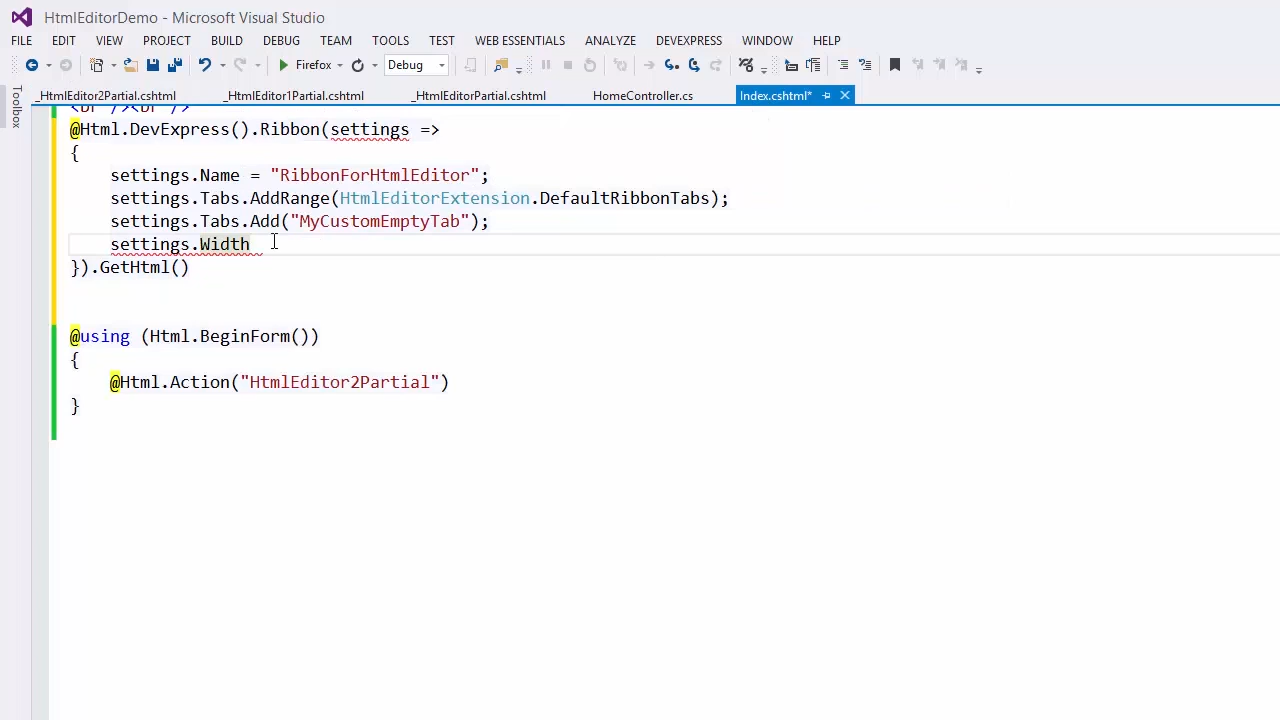 HtmlEditorDemo - Microsoft Visual Studio
FILE EDIT VIEW PROJECT BUILD DEBUG TEAM TOOLS TEST WEB ESSENTIALS ANALYZE DEVEXPRESS WINDOW HELP
Firefox Debug
_HtmlEditor2Partial.cshtml _HtmlEditor1Partial.cshtml _HtmlEditorPartial.cshtml HomeController.cs Index.cshtml*
Toolbox
<br /><br />
@Html.DevExpress().Ribbon(settings =>
{
settings.Name = "RibbonForHtmlEditor";
settings.Tabs.AddRange(HtmlEditorExtension.DefaultRibbonTabs);
settings.Tabs.Add("MyCustomEmptyTab");
settings.Width
}).GetHtml()
@using (Html.BeginForm())
{
@Html.Action("HtmlEditor2Partial")
}